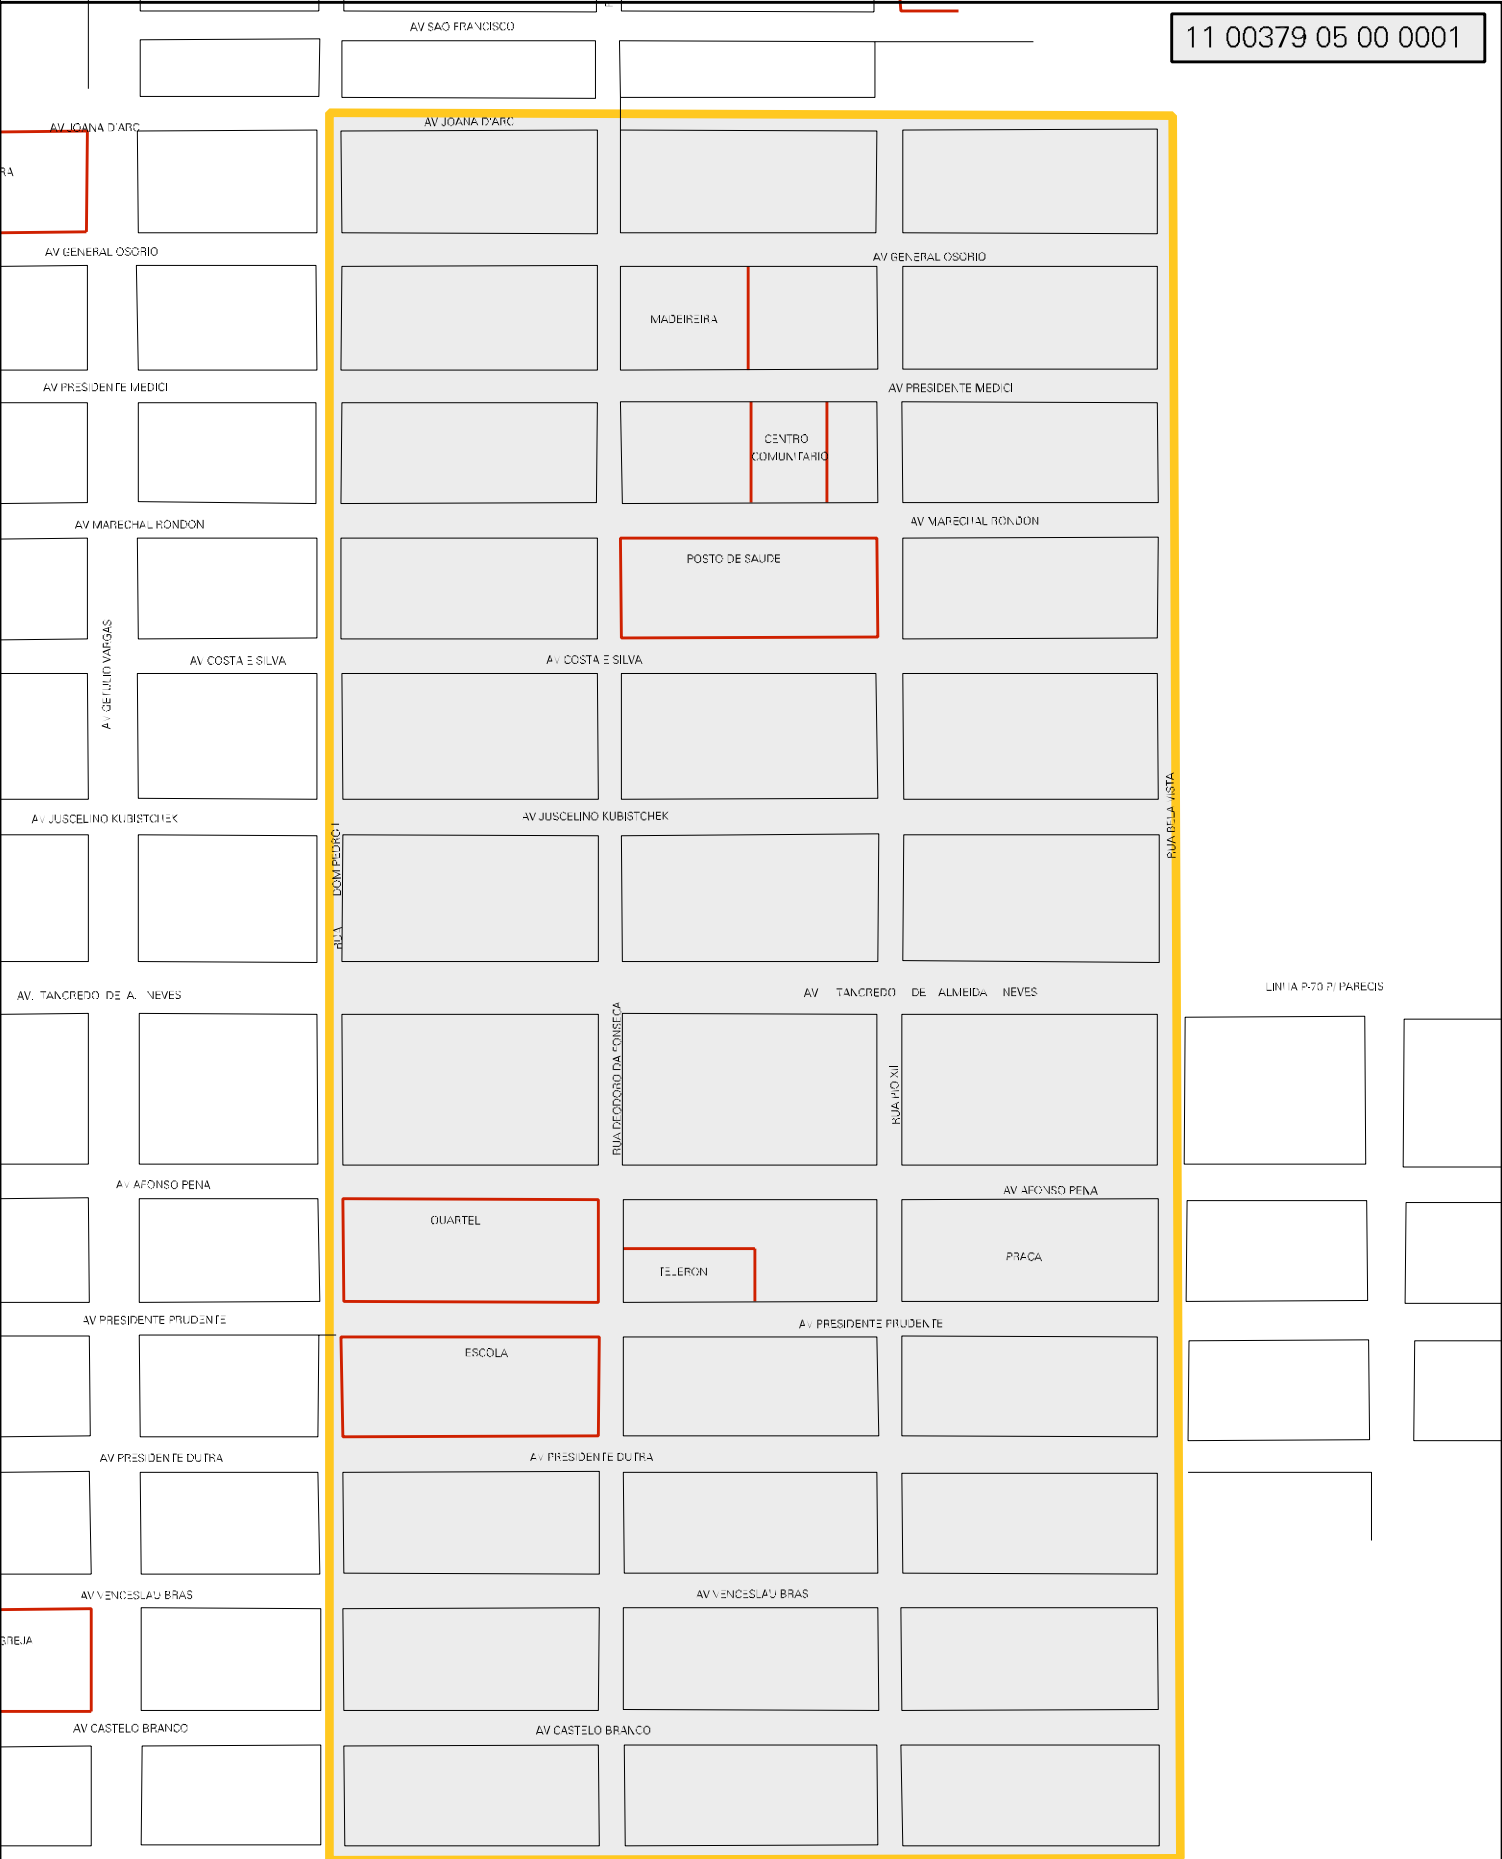 AV SAO FRANCISCO
11 00379 05 00 0001
AV JOANA D'ARC
AV JOANA D'ARC
RA
AV GENERAL OSORIO
AV GENERAL OSORIO
MADEIREIRA
AV PRESIDENTE MEDICI
AV PRESIDENTE MEDICI
CENTRO
COMUNITARIO
AV MARECHAL RONDON
AV MARECHAL RONDON
POSTO DE SAUDE
AV GETULIO VARGAS
AV COSTA E SILVA
AV COSTA E SILVA
RUA BELA VISTA
AV JUSCELINO KUBISTCHEK
AV JUSCELINO KUBISTCHEK
RUA DOM PEDRO I
LINHA P-70 P/ PARECIS
AV. TANCREDO DE A. NEVES
AV TANCREDO DE ALMEIDA NEVES
RUA DEODORO DA FONSECA
RUA PIO XII
AV AFONSO PENA
AV AFONSO PENA
QUARTEL
PRACA
TELERON
AV PRESIDENTE PRUDENTE
AV PRESIDENTE PRUDENTE
ESCOLA
AV PRESIDENTE DUTRA
AV PRESIDENTE DUTRA
AV VENCESLAU BRAS
AV VENCESLAU BRAS
GREJA
AV CASTELO BRANCO
AV CASTELO BRANCO